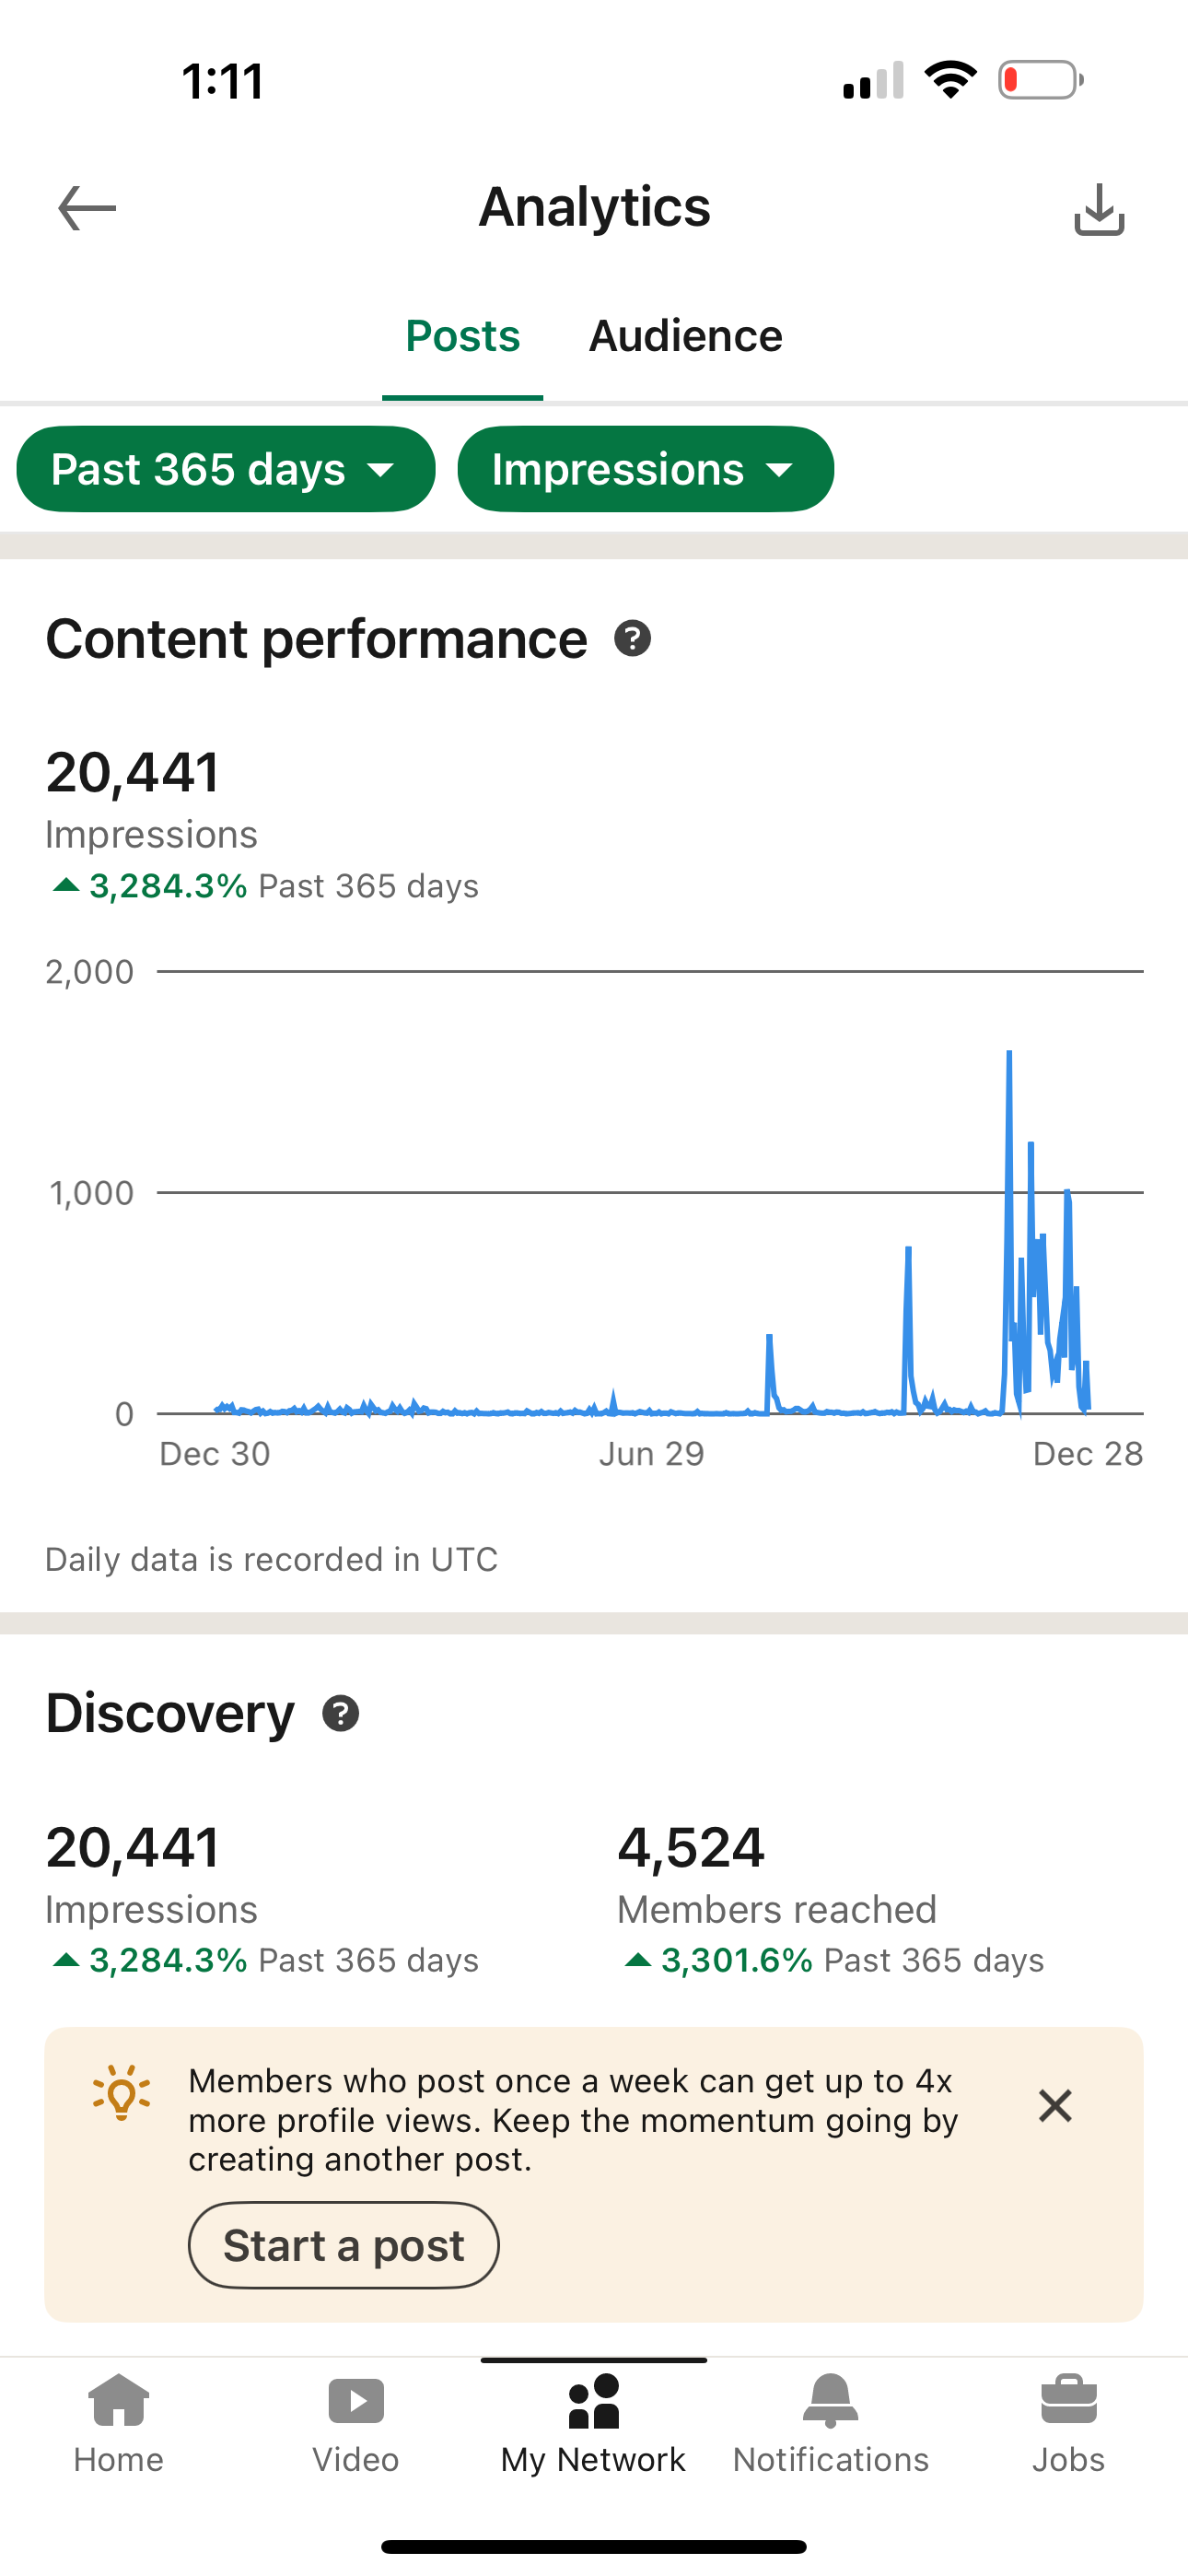 1:11
Analytics
Posts Audience
Past 365 days Impressions
Content performance ?
20,441
Impressions
3,284.3% Past 365 days
2,000
1,000
0
Dec 30 Jun 29 Dec 28
Daily data is recorded in UTC
Discovery ?
20,441 4,524
Impressions Members reached
3,284.3% Past 365 days 3,301.6% Past 365 days
Members who post once a week can get up to 4x
more profile views. Keep the momentum going by
creating another post.
Start a post
Home Video My Network Notifications Jobs